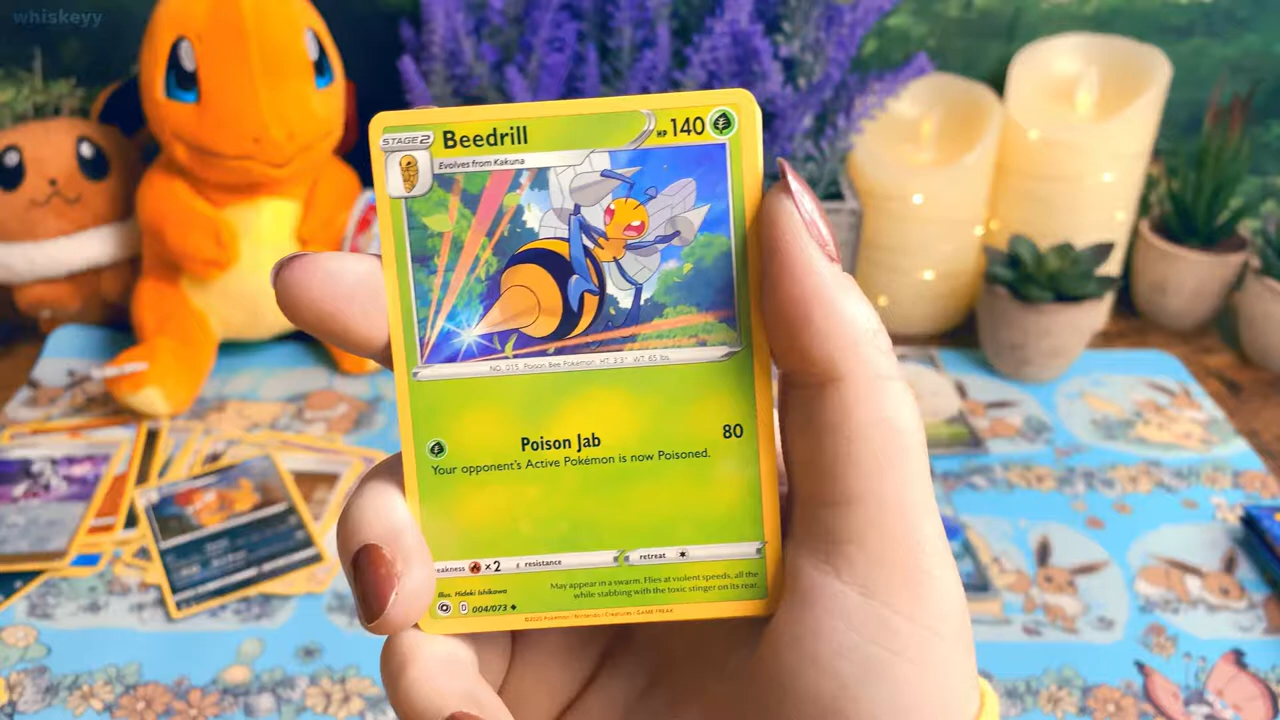 whiskeyy
STAGE 2
Beedrill
HP 140
Evolves from Kakuna
NO. 015 Poison Bee Pokémon HT: 3'3" WT: 65 lbs.
Poison Jab 80
Your opponent's Active Pokémon is now Poisoned.
eakness ×2 resistance retreat
Illus. Hideki Ishikawa
May appear in a swarm. Flies at violent speeds, all the
while stabbing with the toxic stinger on its rear.
D 004/073
©2020 Pokémon / Nintendo / Creatures / GAME FREAK